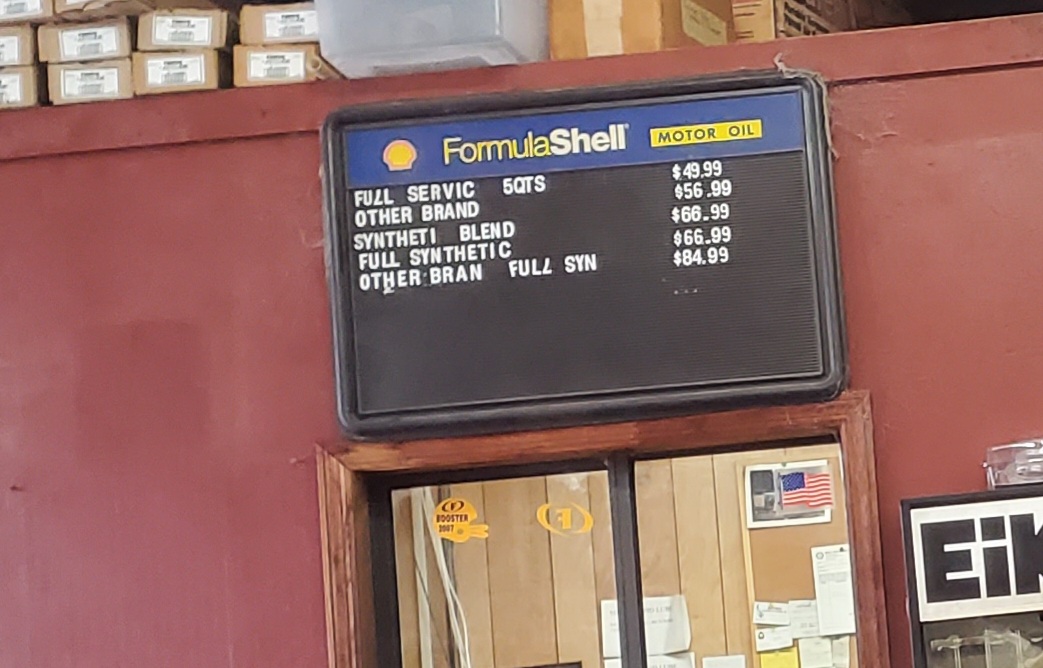 FormulaShell MOTOR OIL
FULL SERVIC 5QTS $49.99
OTHER BRAND $56.99
SYNTHETI BLEND $66.99
FULL SYNTHETIC $66.99
OTHER BRAN FULL SYN $84.99
BOOSTER
2007
F
EiK